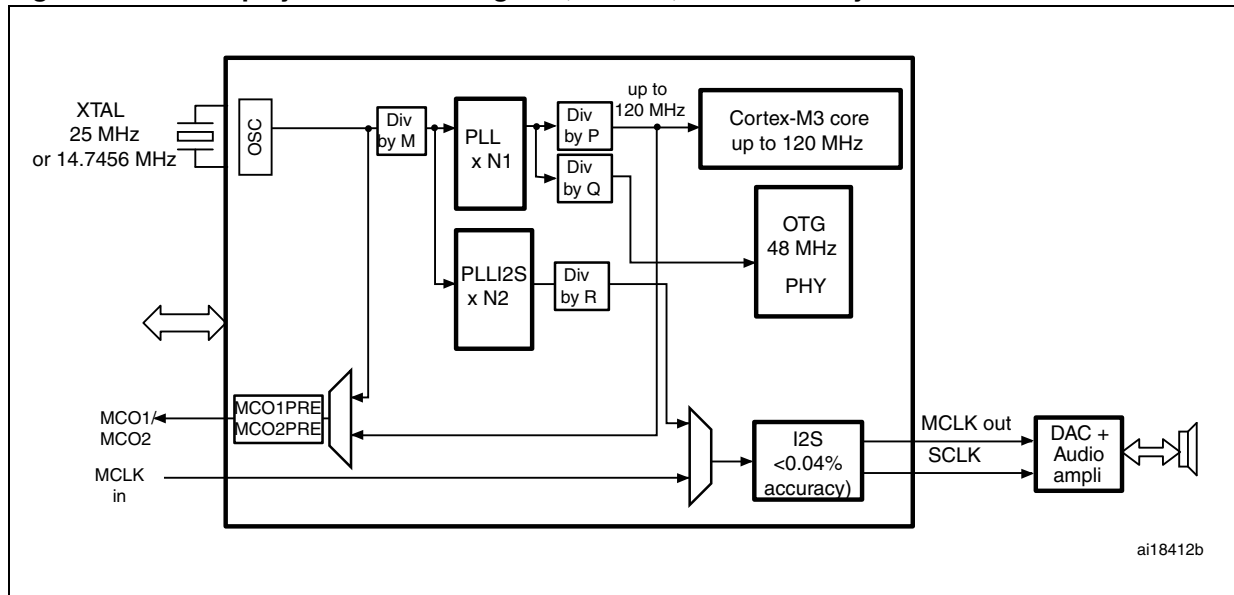 XTAL
25 MHz
or 14.7456 MHz
OSC
Div
by M
PLL
x N1
Div
by P
up to
120 MHz
Cortex-M3 core
up to 120 MHz
Div
by Q
OTG
48 MHz
PHY
PLLI2S
x N2
Div
by R
MCO1/
MCO2
MCO1PRE
MCO2PRE
MCLK
in
I2S
<0.04%
accuracy)
MCLK out
SCLK
DAC +
Audio
ampli
ai18412b